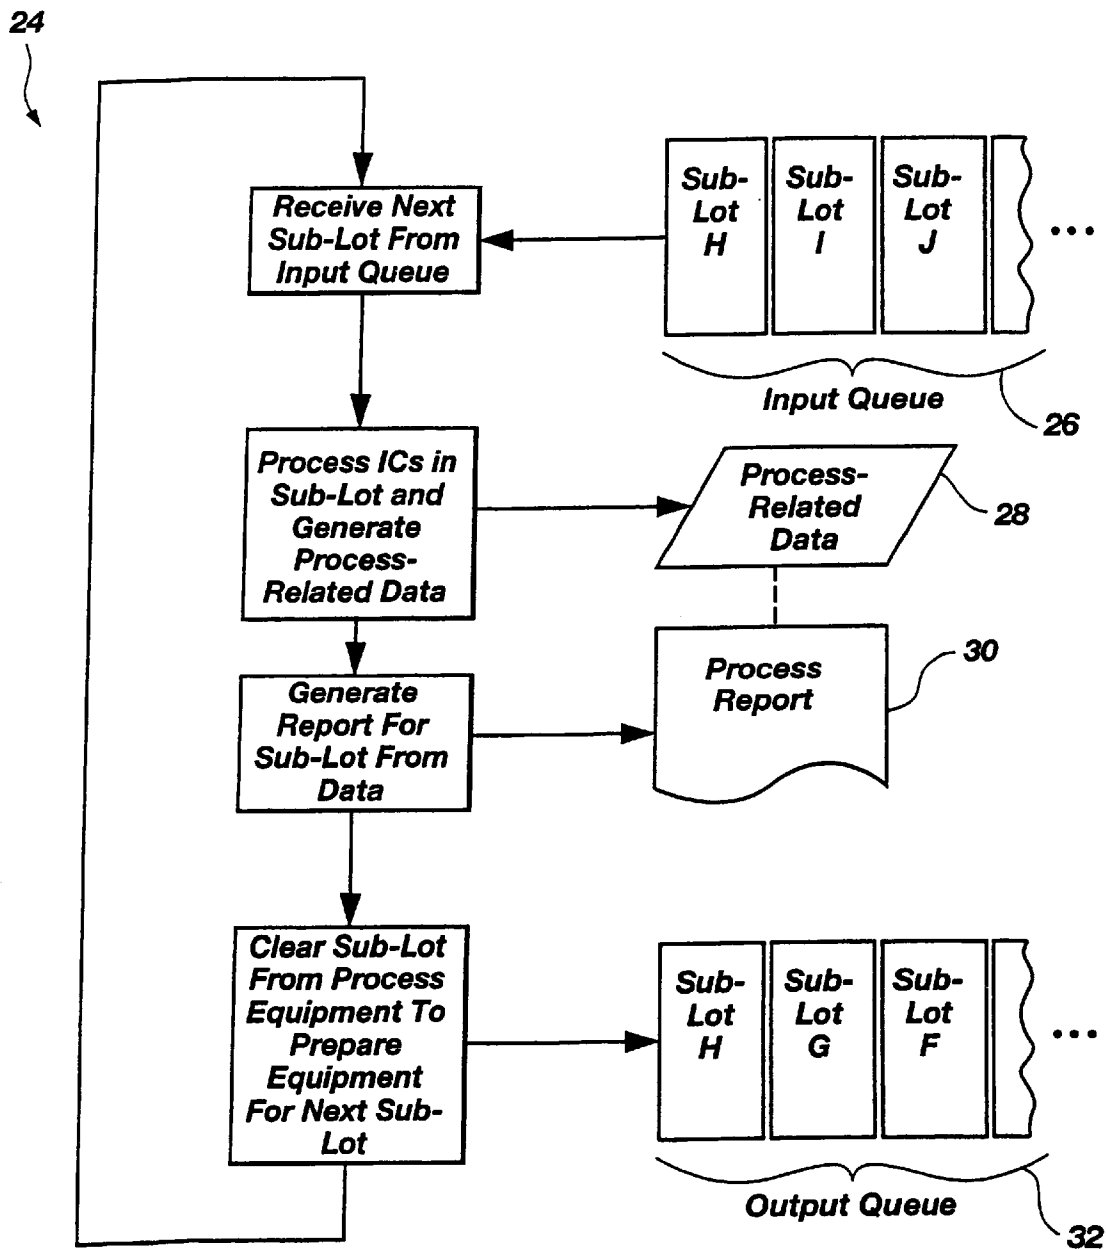 24
Receive Next
Sub-Lot From
Input Queue
Sub-
Lot
H
Sub-
Lot
I
Sub-
Lot
J
...
Input Queue
26
Process ICs in
Sub-Lot and
Generate
Process-
Related Data
Process-
Related
Data
28
Generate
Report For
Sub-Lot From
Data
Process
Report
30
Clear Sub-Lot
From Process
Equipment To
Prepare
Equipment
For Next Sub-
Lot
Sub-
Lot
H
Sub-
Lot
G
Sub-
Lot
F
...
Output Queue
32